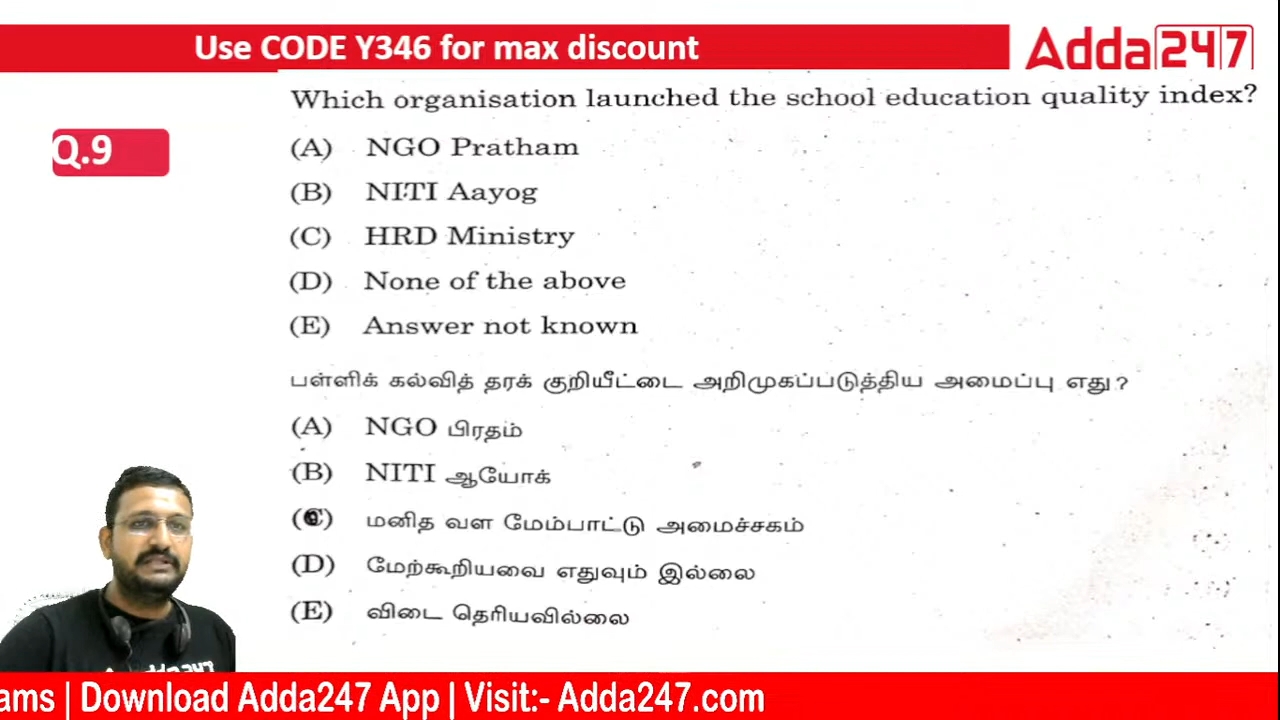 Use CODE Y346 for max discount
Adda247
Q.9
Which organisation launched the school education quality index?
(A) NGO Pratham
(B) NITI Aayog
(C) HRD Ministry
(D) None of the above
(E) Answer not known
பள்ளிக் கல்வித் தரக் குறியீட்டை அறிமுகப்படுத்திய அமைப்பு எது?
(A) NGO பிரதம்
(B) NITI ஆயோக்
(C) மனித வள மேம்பாட்டு அமைச்சகம்
(D) மேற்கூறியவை எதுவும் இல்லை
(E) விடை தெரியவில்லை
Adda247
ams | Download Adda247 App | Visit:- Adda247.com